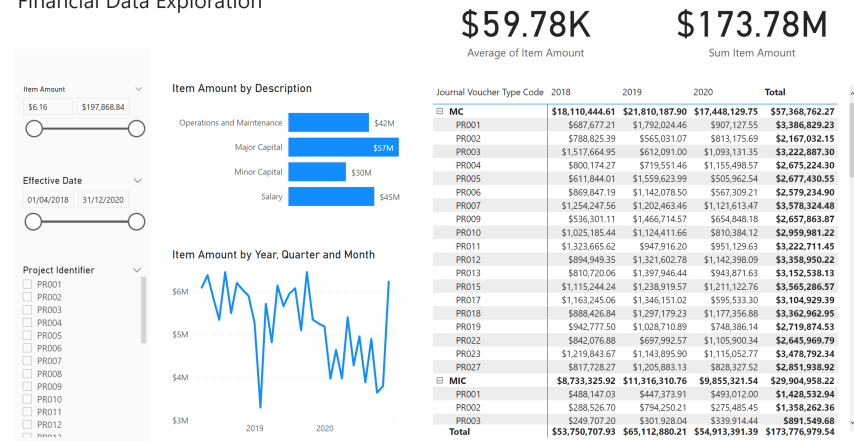 Financial Data Exploration
$59.78K
Average of Item Amount
$173.78M
Sum Item Amount
Item Amount
$6.16 $197,868.84
Effective Date
01/04/2018 31/12/2020
Project Identifier
PR001
PR002
PR003
PR004
PR005
PR006
PR007
PR008
PR009
PR010
PR011
PR012
Item Amount by Description
Operations and Maintenance $42M
Major Capital $57M
Minor Capital $30M
Salary $45M
Item Amount by Year, Quarter and Month
$6M
$5M
$4M
$3M
2019 2020
Journal Voucher Type Code 2018 2019 2020 Total
MC $18,110,444.61 $21,810,187.90 $17,448,129.75 $57,368,762.27
PR001 $687,677.21 $1,792,024.46 $907,127.55 $3,386,829.23
PR002 $788,825.39 $565,031.07 $813,175.69 $2,167,032.15
PR003 $1,517,664.95 $612,091.00 $1,093,131.35 $3,222,887.30
PR004 $800,174.27 $719,551.46 $1,155,498.57 $2,675,224.30
PR005 $611,844.01 $1,559,623.99 $505,962.54 $2,677,430.55
PR006 $869,847.19 $1,142,078.50 $567,309.21 $2,579,234.90
PR007 $1,254,247.56 $1,202,463.46 $1,121,613.47 $3,578,324.48
PR009 $536,301.11 $1,466,714.57 $654,848.18 $2,657,863.87
PR010 $1,025,185.44 $1,124,411.66 $810,384.12 $2,959,981.22
PR011 $1,323,665.62 $947,916.20 $951,129.63 $3,222,711.45
PR012 $894,949.35 $1,321,602.78 $1,142,398.09 $3,358,950.22
PR013 $810,720.06 $1,397,946.44 $943,871.63 $3,152,538.13
PR015 $1,115,244.24 $1,238,919.57 $1,211,122.76 $3,565,286.57
PR017 $1,163,245.06 $1,346,151.02 $595,533.30 $3,104,929.39
PR018 $888,426.84 $1,297,179.23 $1,177,356.88 $3,362,962.95
PR019 $942,777.50 $1,028,710.89 $748,386.14 $2,719,874.53
PR022 $842,076.88 $697,992.57 $1,105,900.34 $2,645,969.79
PR023 $1,219,843.67 $1,143,895.90 $1,115,052.77 $3,478,792.34
PR027 $817,728.27 $1,205,883.13 $828,327.52 $2,851,938.92
MIC $8,733,325.92 $11,316,310.76 $9,855,321.54 $29,904,958.22
PR001 $488,147.03 $447,373.91 $493,012.00 $1,428,532.94
PR002 $288,526.70 $794,250.21 $275,485.45 $1,358,262.36
PR003 $249,707.20 $301,928.04 $339,914.44 $891,549.68
Total $53,750,707.93 $65,112,880.21 $54,913,391.39 $173,776,979.54